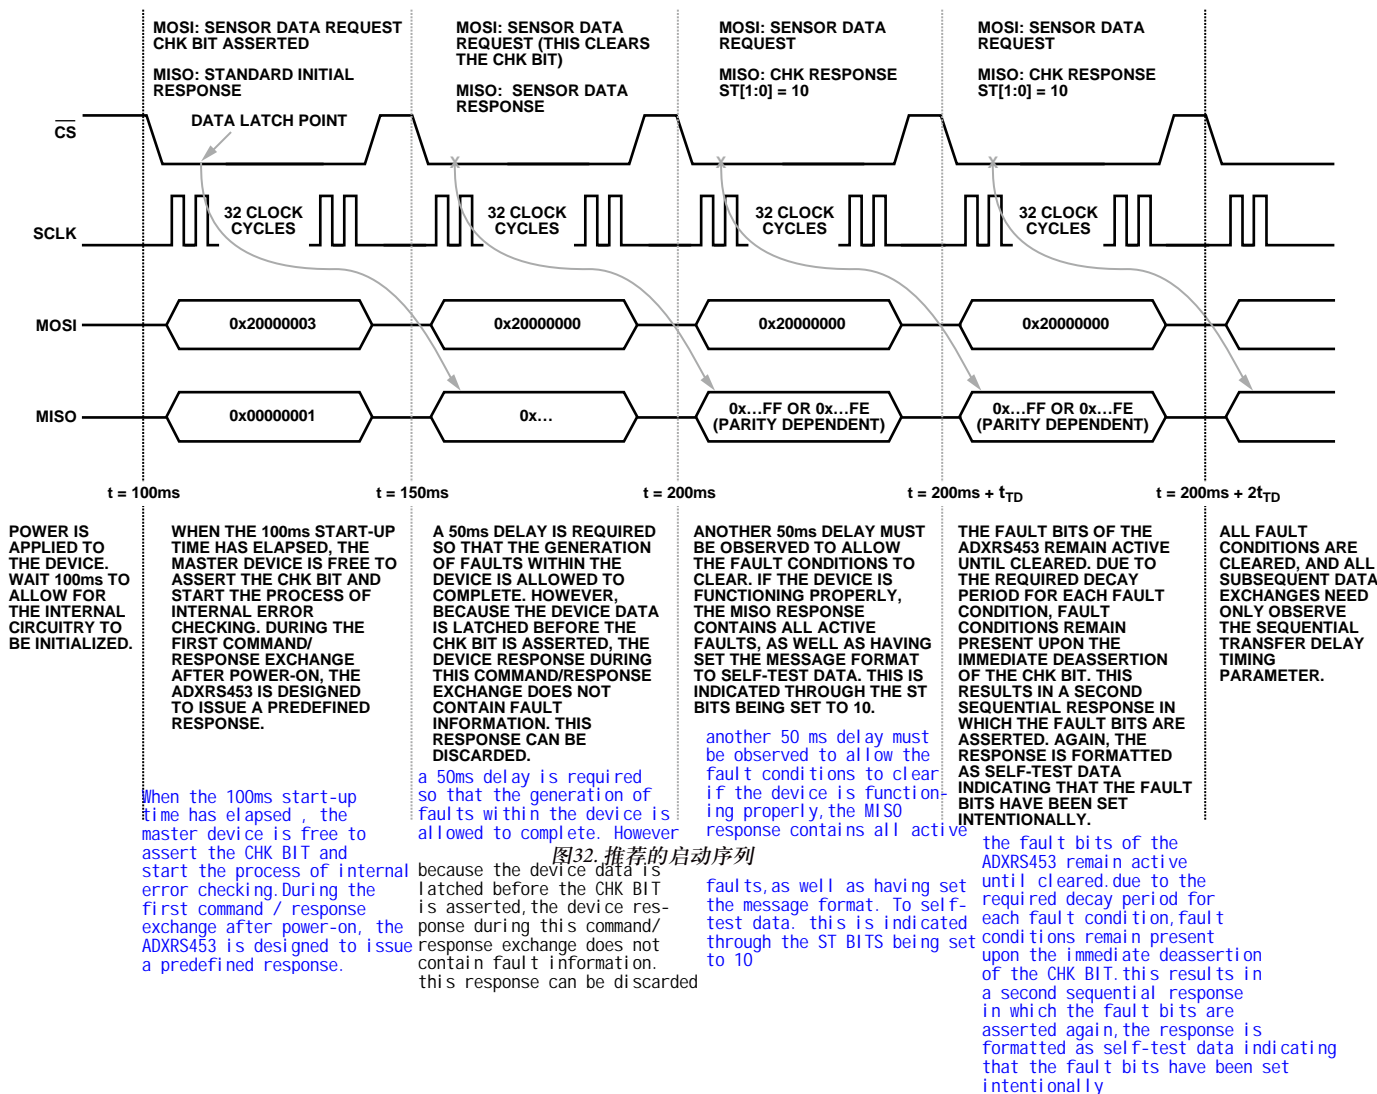 MOSI: SENSOR DATA REQUEST
CHK BIT ASSERTED
MISO: STANDARD INITIAL
RESPONSE
MOSI: SENSOR DATA
REQUEST (THIS CLEARS
THE CHK BIT)
MISO: SENSOR DATA
RESPONSE
MOSI: SENSOR DATA
REQUEST
MISO: CHK RESPONSE
ST[1:0] = 10
MOSI: SENSOR DATA
REQUEST
MISO: CHK RESPONSE
ST[1:0] = 10
CS
DATA LATCH POINT
SCLK
32 CLOCK
CYCLES
32 CLOCK
CYCLES
32 CLOCK
CYCLES
32 CLOCK
CYCLES
MOSI
0x20000003
0x20000000
0x20000000
0x20000000
MISO
0x00000001
0x…
0x…FF OR 0x…FE
(PARITY DEPENDENT)
0x…FF OR 0x…FE
(PARITY DEPENDENT)
t = 100ms
t = 150ms
t = 200ms
t = 200ms + tTD
t = 200ms + 2tTD
POWER IS
APPLIED TO
THE DEVICE.
WAIT 100ms TO
ALLOW FOR
THE INTERNAL
CIRCUITRY TO
BE INITIALIZED.
WHEN THE 100ms START-UP
TIME HAS ELAPSED, THE
MASTER DEVICE IS FREE TO
ASSERT THE CHK BIT AND
START THE PROCESS OF
INTERNAL ERROR
CHECKING. DURING THE
FIRST COMMAND/
RESPONSE EXCHANGE
AFTER POWER-ON, THE
ADXRS453 IS DESIGNED
TO ISSUE A PREDEFINED
RESPONSE.
A 50ms DELAY IS REQUIRED
SO THAT THE GENERATION
OF FAULTS WITHIN THE
DEVICE IS ALLOWED TO
COMPLETE. HOWEVER,
BECAUSE THE DEVICE DATA
IS LATCHED BEFORE THE
CHK BIT IS ASSERTED, THE
DEVICE RESPONSE DURING
THIS COMMAND/RESPONSE
EXCHANGE DOES NOT
CONTAIN FAULT
INFORMATION. THIS
RESPONSE CAN BE
DISCARDED.
ANOTHER 50ms DELAY MUST
BE OBSERVED TO ALLOW
THE FAULT CONDITIONS TO
CLEAR. IF THE DEVICE IS
FUNCTIONING PROPERLY,
THE MISO RESPONSE
CONTAINS ALL ACTIVE
FAULTS, AS WELL AS HAVING
SET THE MESSAGE FORMAT
TO SELF-TEST DATA. THIS IS
INDICATED THROUGH THE ST
BITS BEING SET TO 10.
THE FAULT BITS OF THE
ADXRS453 REMAIN ACTIVE
UNTIL CLEARED. DUE TO
THE REQUIRED DECAY
PERIOD FOR EACH FAULT
CONDITION, FAULT
CONDITIONS REMAIN
PRESENT UPON THE
IMMEDIATE DEASSERTION
OF THE CHK BIT. THIS
RESULTS IN A SECOND
SEQUENTIAL RESPONSE IN
WHICH THE FAULT BITS ARE
ASSERTED. AGAIN, THE
RESPONSE IS FORMATTED
AS SELF-TEST DATA
INDICATING THAT THE FAULT
BITS HAVE BEEN SET
INTENTIONALLY.
ALL FAULT
CONDITIONS ARE
CLEARED, AND ALL
SUBSEQUENT DATA
EXCHANGES NEED
ONLY OBSERVE
THE SEQUENTIAL
TRANSFER DELAY
TIMING
PARAMETER.
When the 100ms start-up
time has elapsed , the
master device is free to
assert the CHK BIT and
start the process of internal
error checking.During the
first command / response
exchange after power-on, the
ADXRS453 is designed to issue
a predefined response.
a 50ms delay is required
so that the generation of
faults within the device is
allowed to complete. However
because the device data is
latched before the CHK BIT
is asserted,the device res-
ponse during this command/
response exchange does not
contain fault information.
this response can be discarded
another 50 ms delay must
be observed to allow the
fault conditions to clear
if the device is function-
ing properly,the MISO
response contains all active
faults,as well as having set
the message format. To self-
test data. this is indicated
through the ST BITS being set
to 10
the fault bits of the
ADXRS453 remain active
until cleared.due to the
required decay period for
each fault condition,fault
conditions remain present
upon the immediate deassertion
of the CHK BIT.this results in
a second sequential response
in which the fault bits are
asserted again,the response is
formatted as self-test data indicating
that the fault bits have been set
intentionally
图32. 推荐的启动序列